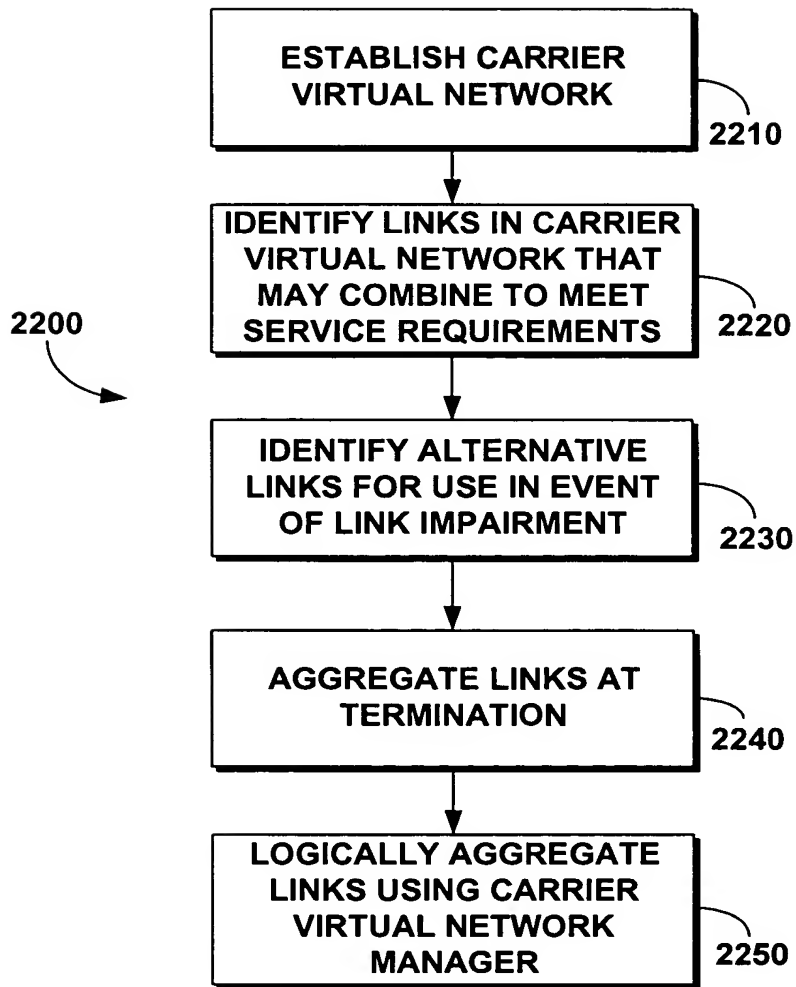 ESTABLISH CARRIER
VIRTUAL NETWORK
2210
IDENTIFY LINKS IN CARRIER
VIRTUAL NETWORK THAT
MAY COMBINE TO MEET
SERVICE REQUIREMENTS
2220
2200
IDENTIFY ALTERNATIVE
LINKS FOR USE IN EVENT
OF LINK IMPAIRMENT
2230
AGGREGATE LINKS AT
TERMINATION
2240
LOGICALLY AGGREGATE
LINKS USING CARRIER
VIRTUAL NETWORK
MANAGER
2250